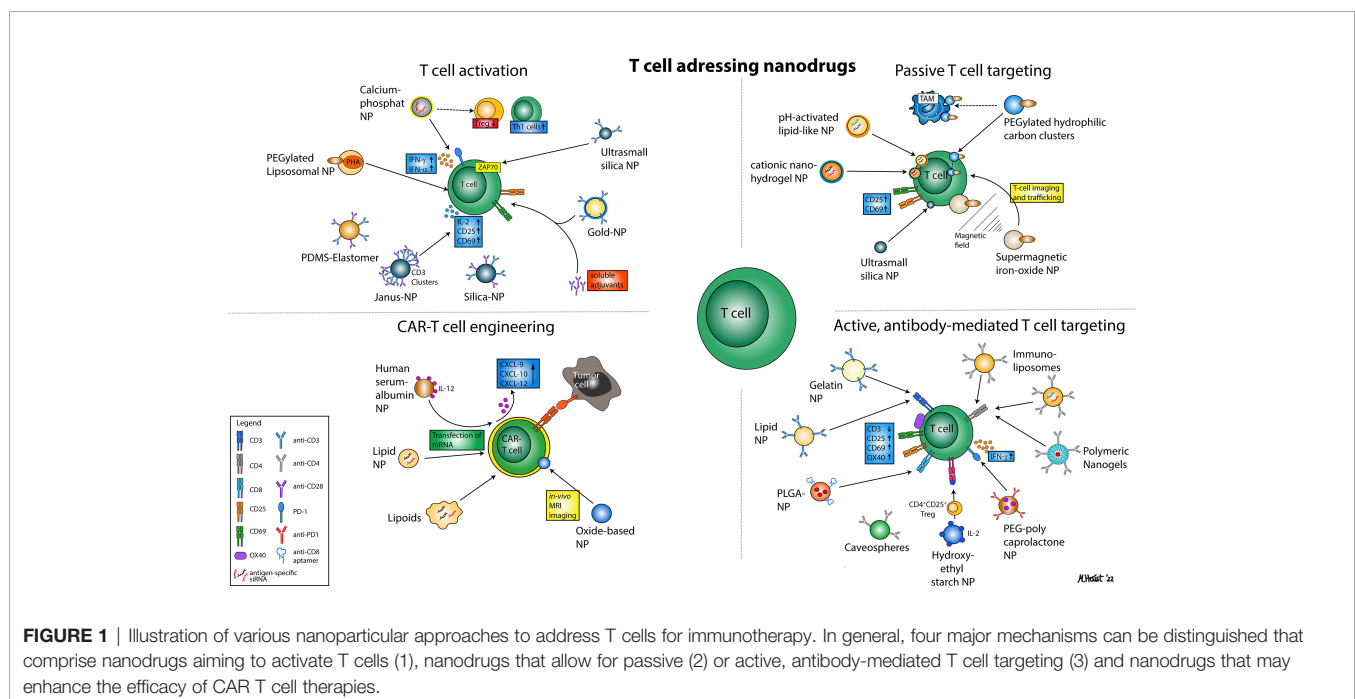 T cell adressing nanodrugs
T cell activation
Calcium-
phosphat
NP
Treg
Th1 cells
PEGylated
Lipsosomal NP
PHA
IFN-γ
IFN-α
ZAP70
T cell
Ultrasmall
silica NP
IL-2
CD25
CD69
PDMS-Elastomer
CD3
Clusters
Janus-NP
Silica-NP
Gold-NP
soluble
adjuvants
Passive T cell targeting
TAM
pH-activated
lipid-like NP
PEGylated hydrophilic
carbon clusters
cationic nano-
hydrogel NP
T cell
CD25
CD69
T-cell imaging
and trafficking
Magnetic
field
Ultrasmall
silica NP
Supermagnetic
iron-oxide NP
T cell
CAR-T cell engineering
Human
serum-
albumin
NP
IL-12
CXCL-9
CXCL-10
CXCL-12
Tumor
cell
Transfection of
mRNA
CAR-
T cell
Lipid
NP
Lipoids
in-vivo
MRI
imaging
Oxide-based
NP
Active, antibody-mediated T cell targeting
Gelatin
NP
Immuno-
liposomes
Lipid
NP
T cell
CD3
CD25
CD69
OX40
IFN-γ
Polymeric
Nanogels
PLGA-
NP
CD4⁺CD25⁺
Treg
IL-2
Caveospheres
Hydroxy-
ethyl
starch NP
PEG-poly
caprolactone
NP
M.Heist '22
Legend
CD3
anti-CD3
CD4
anti-CD4
CD8
anti-CD28
CD25
PD-1
CD69
anti-PD1
OX40
anti-CD8
aptamer
antigen-specific
siRNA
FIGURE 1 | Illustration of various nanoparticular approaches to address T cells for immunotherapy. In general, four major mechanisms can be distinguished that
comprise nanodrugs aiming to activate T cells (1), nanodrugs that allow for passive (2) or active, antibody-mediated T cell targeting (3) and nanodrugs that may
enhance the efficacy of CAR T cell therapies.